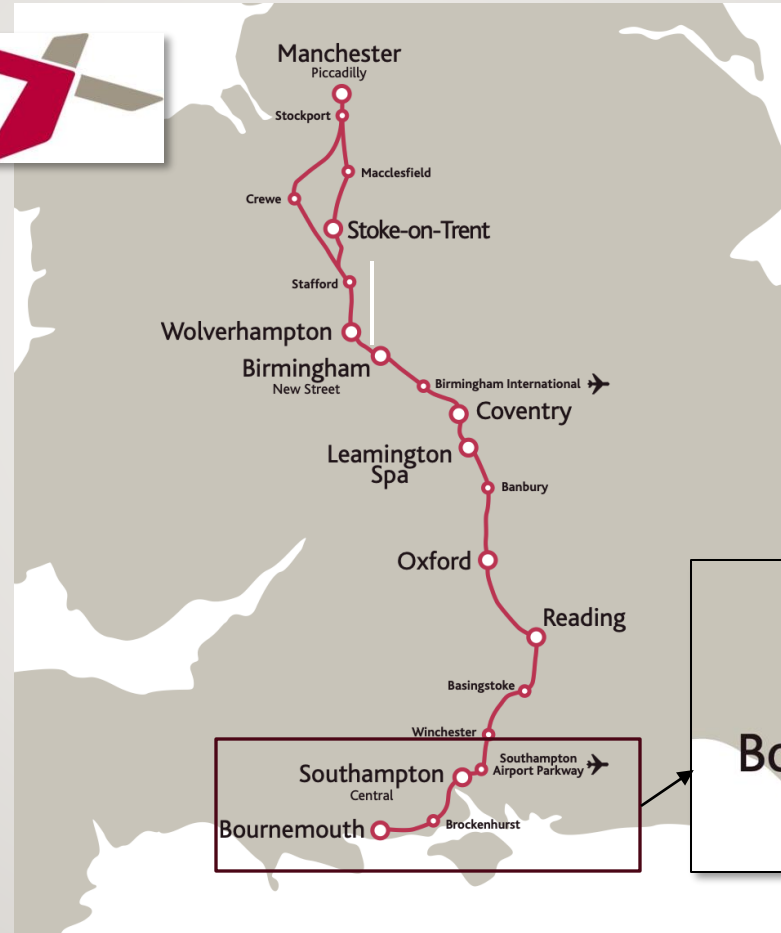 Manchester
Piccadilly
Stockport
Macclesfield
Crewe
Stoke-on-Trent
Stafford
Wolverhampton
Birmingham
New Street
Birmingham International
Coventry
Leamington
Spa
Banbury
Oxford
Reading
Basingstoke
Winchester
Southampton
Airport Parkway
Southampton
Central
Bournemouth
Brockenhurst